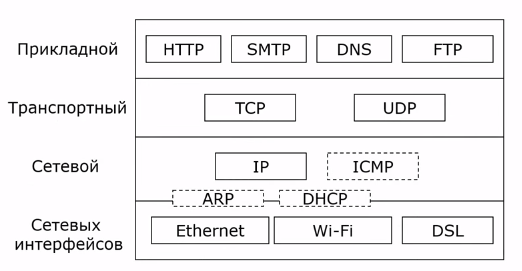 Прикладной
HTTP SMTP DNS FTP
Транспортный
TCP UDP
Сетевой
IP ICMP
ARP DHCP
Сетевых
интерфейсов
Ethernet Wi-Fi DSL